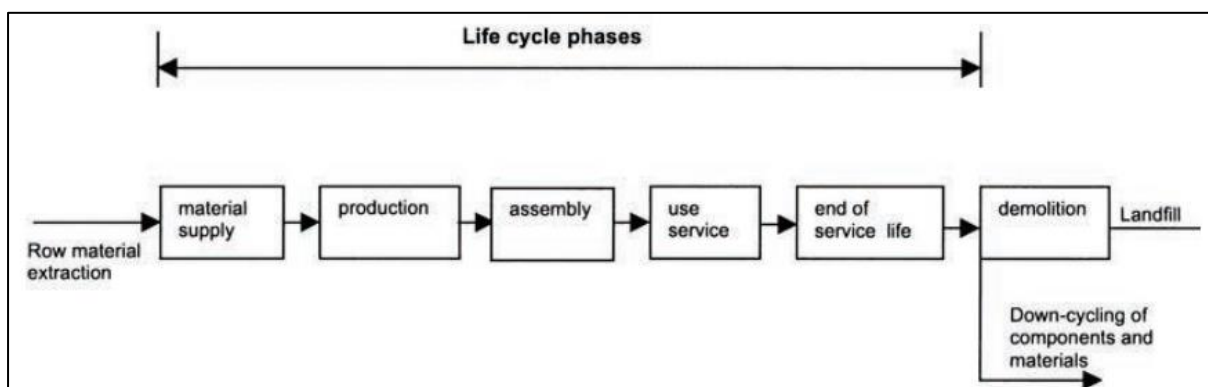 Life cycle phases
material
supply
production
assembly
use
service
end of
service life
demolition
Landfill
Row material
extraction
Down-cycling of
components and
materials